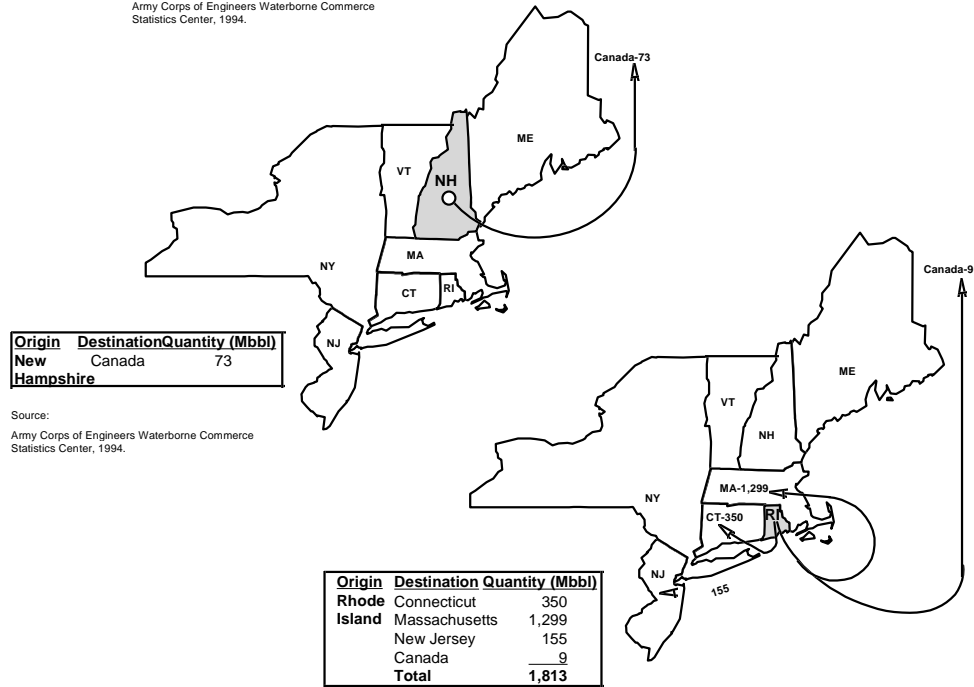 Army Corps of Engineers Waterborne Commerce
Statistics Center, 1994.
Canada-73
ME
VT
NH
MA
NY
CT
RI
NJ
Origin DestinationQuantity (Mbbl)
New Canada 73
Hampshire
Source:
Army Corps of Engineers Waterborne Commerce
Statistics Center, 1994.
Canada-9
ME
VT
NH
MA-1,299
NY
CT-350
RI
NJ
155
Origin Destination Quantity (Mbbl)
Rhode Connecticut 350
Island Massachusetts 1,299
New Jersey 155
Canada 9
Total 1,813